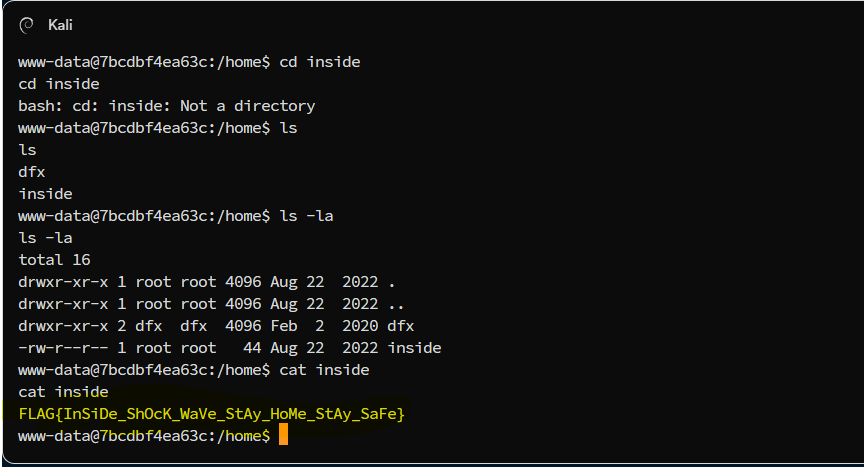 Kali
www-data@7bcdbf4ea63c:/home$ cd inside
cd inside
bash: cd: inside: Not a directory
www-data@7bcdbf4ea63c:/home$ ls
ls
dfx
inside
www-data@7bcdbf4ea63c:/home$ ls -la
ls -la
total 16
drwxr-xr-x 1 root root 4096 Aug 22  2022 .
drwxr-xr-x 1 root root 4096 Aug 22  2022 ..
drwxr-xr-x 2 dfx  dfx  4096 Feb  2  2020 dfx
-rw-r--r-- 1 root root   44 Aug 22  2022 inside
www-data@7bcdbf4ea63c:/home$ cat inside
cat inside
FLAG{InSiDe_ShOcK_WaVe_StAy_HoMe_StAy_SaFe}
www-data@7bcdbf4ea63c:/home$